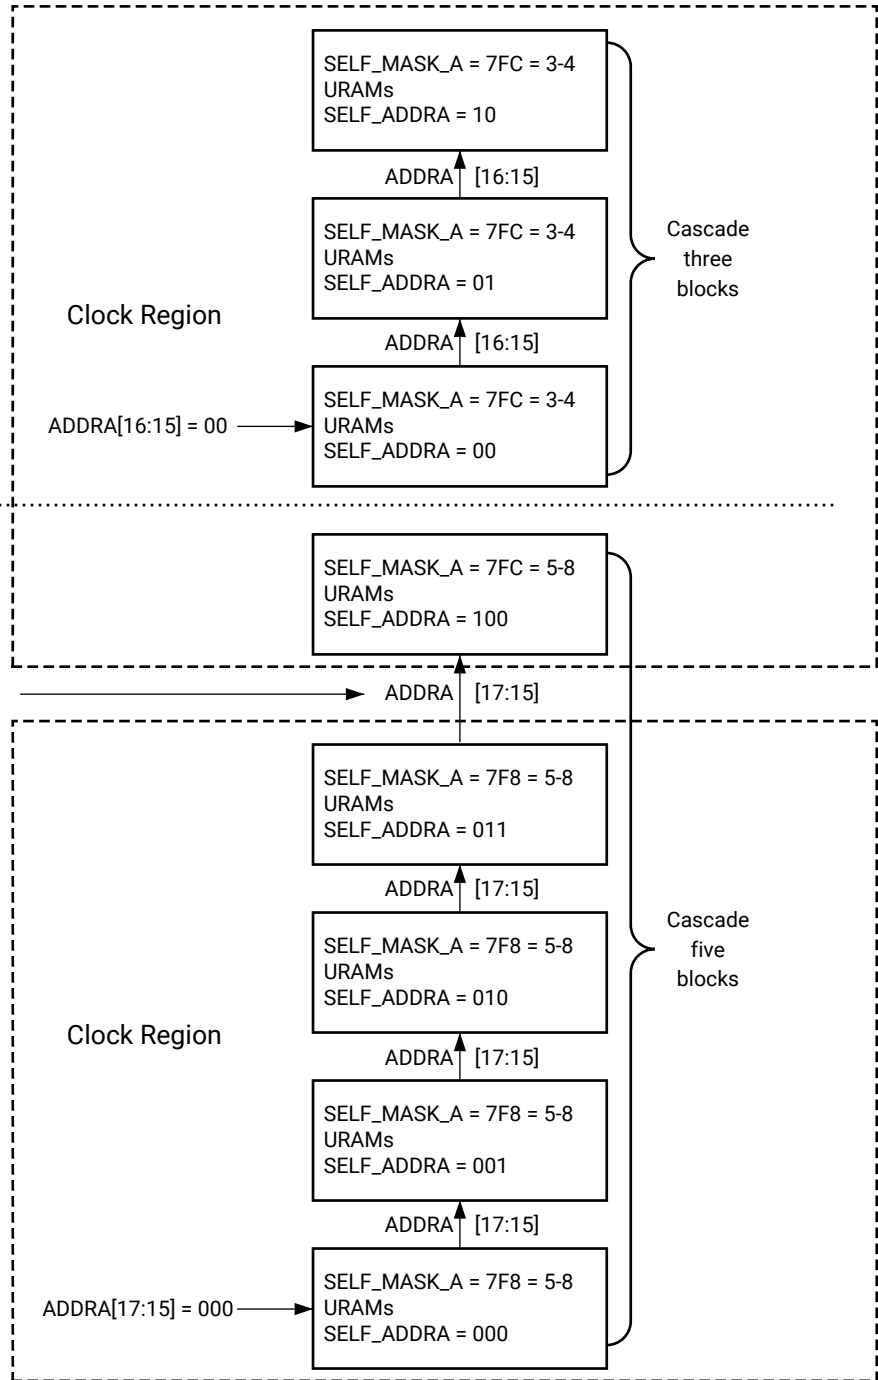 SELF_MASK_A = 7FC = 3-4
URAMs
SELF_ADDRA = 10
ADDRA [16:15]
SELF_MASK_A = 7FC = 3-4
URAMs
SELF_ADDRA = 01
Cascade
three
blocks
Clock Region
ADDRA [16:15]
SELF_MASK_A = 7FC = 3-4
URAMs
SELF_ADDRA = 00
ADDRA[16:15] = 00
SELF_MASK_A = 7FC = 5-8
URAMs
SELF_ADDRA = 100
ADDRA [17:15]
SELF_MASK_A = 7F8 = 5-8
URAMs
SELF_ADDRA = 011
ADDRA [17:15]
SELF_MASK_A = 7F8 = 5-8
URAMs
SELF_ADDRA = 010
Cascade
five
blocks
Clock Region
ADDRA [17:15]
SELF_MASK_A = 7F8 = 5-8
URAMs
SELF_ADDRA = 001
ADDRA [17:15]
SELF_MASK_A = 7F8 = 5-8
URAMs
SELF_ADDRA = 000
ADDRA[17:15] = 000